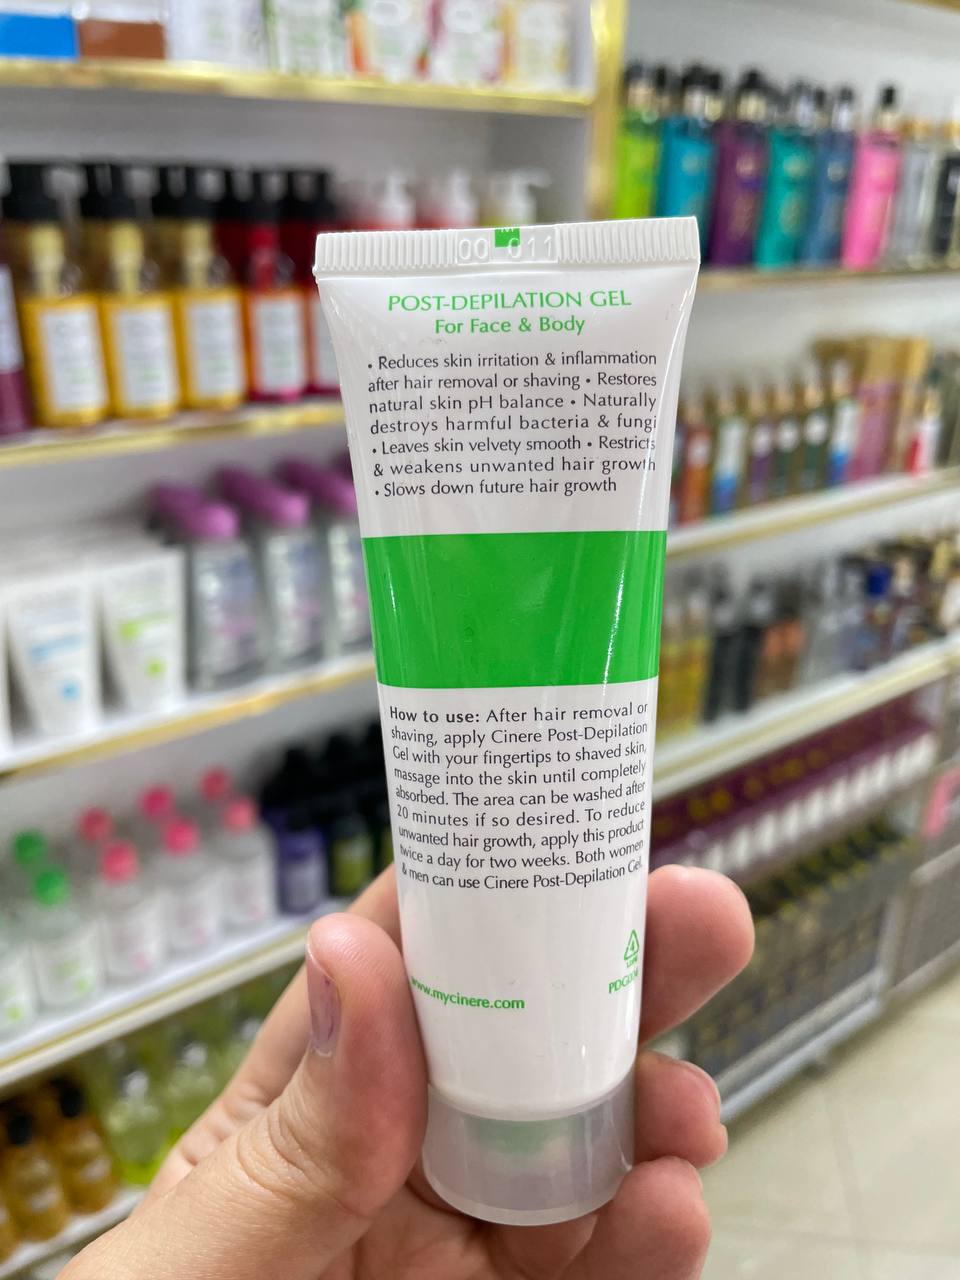 00 011
POST-DEPILATION GEL
For Face & Body
• Reduces skin irritation & inflammation
after hair removal or shaving • Restores
natural skin pH balance • Naturally
destroys harmful bacteria & fungi
• Leaves skin velvety smooth • Restricts
& weakens unwanted hair growth
• Slows down future hair growth
How to use: After hair removal or
shaving, apply Cinere Post-Depilation
Gel with your fingertips to shaved skin,
massage into the skin until completely
absorbed. The area can be washed after
20 minutes if so desired. To reduce
unwanted hair growth, apply this product
twice a day for two weeks. Both women
& men can use Cinere Post-Depilation Gel.
4
www.mycinere.com